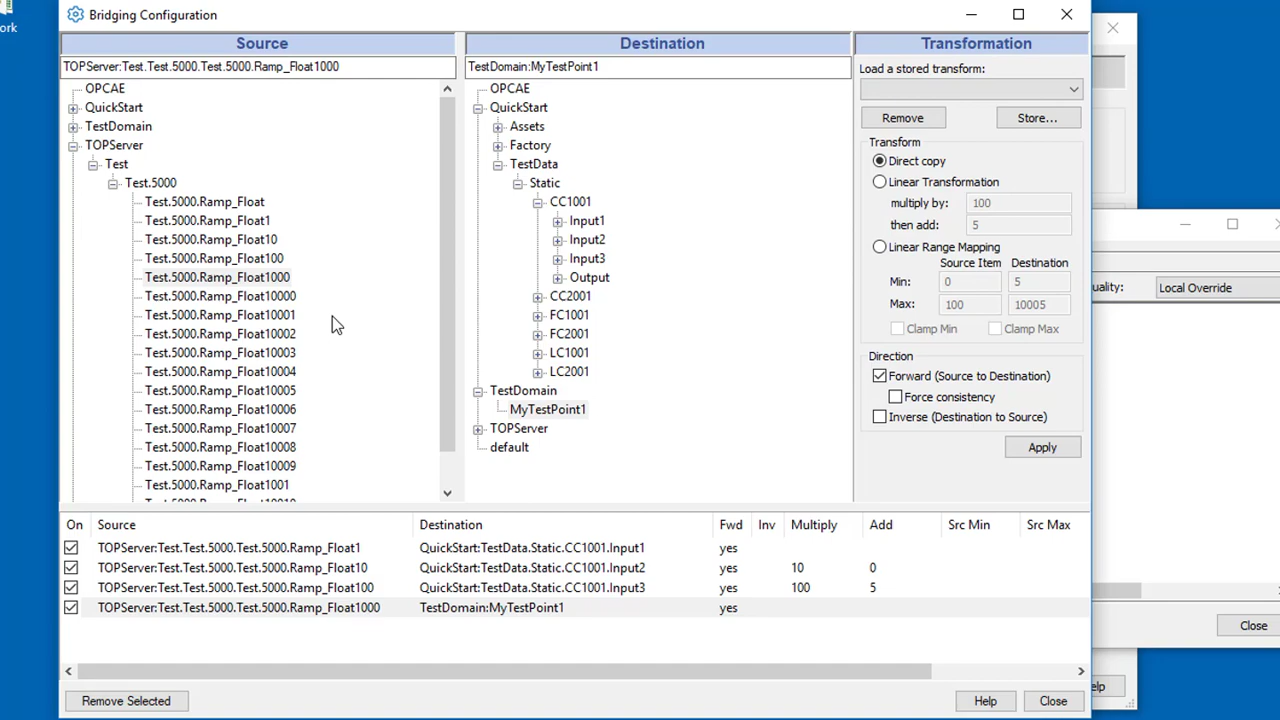 ork
Bridging Configuration
Source
Destination
Transformation
TOPServer:Test.Test.5000.Test.5000.Ramp_Float1000
TestDomain:MyTestPoint1
OPCAE
QuickStart
TestDomain
TOPServer
Test
Test.5000
Test.5000.Ramp_Float
Test.5000.Ramp_Float1
Test.5000.Ramp_Float10
Test.5000.Ramp_Float100
Test.5000.Ramp_Float1000
Test.5000.Ramp_Float10000
Test.5000.Ramp_Float10001
Test.5000.Ramp_Float10002
Test.5000.Ramp_Float10003
Test.5000.Ramp_Float10004
Test.5000.Ramp_Float10005
Test.5000.Ramp_Float10006
Test.5000.Ramp_Float10007
Test.5000.Ramp_Float10008
Test.5000.Ramp_Float10009
Test.5000.Ramp_Float1001
OPCAE
QuickStart
Assets
Factory
TestData
Static
CC1001
Input1
Input2
Input3
Output
CC2001
FC1001
FC2001
LC1001
LC2001
TestDomain
MyTestPoint1
TOPServer
default
Load a stored transform:
Remove
Store...
Transform
Direct copy
Linear Transformation
multiply by: 100
then add: 5
Linear Range Mapping
Source Item Destination
Min: 0 5
Max: 100 10005
Clamp Min Clamp Max
Direction
Forward (Source to Destination)
Force consistency
Inverse (Destination to Source)
Apply
uality: Local Override
On Source Destination Fwd Inv Multiply Add Src Min Src Max
TOPServer:Test.Test.5000.Test.5000.Ramp_Float1 QuickStart:TestData.Static.CC1001.Input1 yes
TOPServer:Test.Test.5000.Test.5000.Ramp_Float10 QuickStart:TestData.Static.CC1001.Input2 yes 10 0
TOPServer:Test.Test.5000.Test.5000.Ramp_Float100 QuickStart:TestData.Static.CC1001.Input3 yes 100 5
TOPServer:Test.Test.5000.Test.5000.Ramp_Float1000 TestDomain:MyTestPoint1 yes
Close
Remove Selected
Help
Close
elp